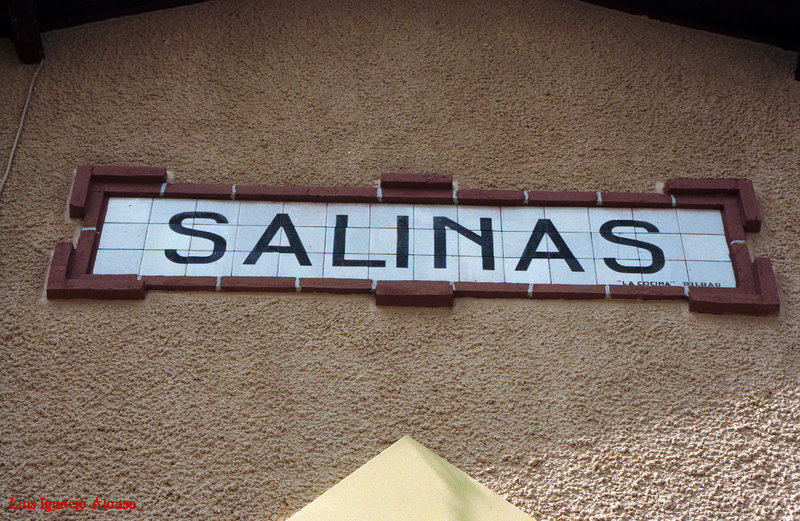 SALINAS
"LA COCINA" BILBAO
Luis Ignacio Alonso